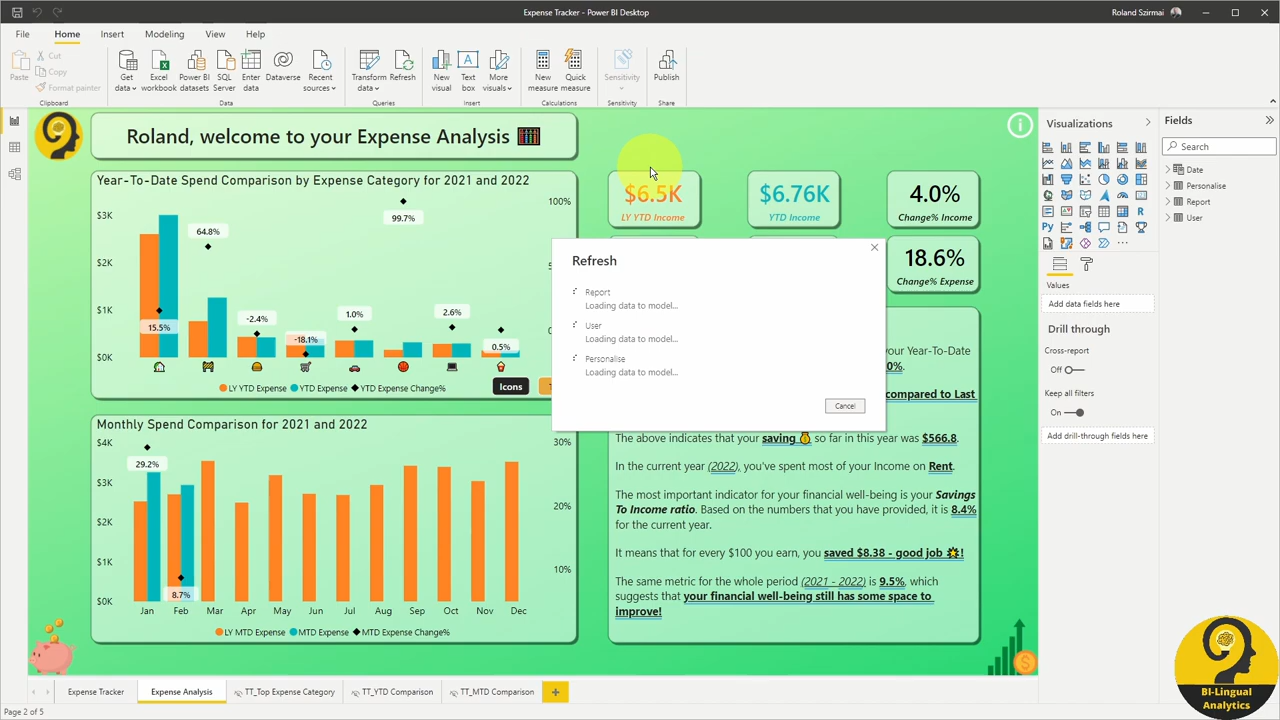 Expense Tracker - Power BI Desktop
Roland Szirmai
File
Home
Insert
Modeling
View
Help
Paste
Cut
Copy
Format painter
Get data
Excel workbook
Power BI datasets
SQL Server
Enter data
Dataverse
Recent sources
Transform data
Refresh
New visual
Text box
More visuals
New measure
Quick measure
Sensitivity
Publish
Clipboard
Data
Queries
Insert
Calculations
Sensitivity
Share
Roland, welcome to your Expense Analysis
Year-To-Date Spend Comparison by Expense Category for 2021 and 2022
$3K
$2K
$1K
$0K
100%
15.5%
64.8%
-2.4%
-18.1%
1.0%
99.7%
2.6%
0.5%
LY YTD Expense
YTD Expense
YTD Expense Change%
Icons
$6.5K
LY YTD Income
$6.76K
YTD Income
4.0%
Change% Income
18.6%
Change% Expense
Refresh
Report
Loading data to model...
User
Loading data to model...
Personalise
Loading data to model...
Cancel
Monthly Spend Comparison for 2021 and 2022
$4K
$3K
$2K
$1K
$0K
30%
20%
10%
29.2%
8.7%
Jan
Feb
Mar
Apr
May
Jun
Jul
Aug
Sep
Oct
Nov
Dec
LY MTD Expense
MTD Expense
MTD Expense Change%
your Year-To-Date
0%.
compared to Last
The above indicates that your saving 💰 so far in this year was $566.8.
In the current year (2022), you've spent most of your Income on Rent.
The most important indicator for your financial well-being is your Savings
To Income ratio. Based on the numbers that you have provided, it is 8.4%
for the current year.
It means that for every $100 you earn, you saved $8.38 - good job !
The same metric for the whole period (2021 - 2022) is 9.5%, which
suggests that your financial well-being still has some space to
improve!
Visualizations
Values
Add data fields here
Drill through
Cross-report
Off
Keep all filters
On
Add drill-through fields here
Fields
Search
Date
Personalise
Report
User
Expense Tracker
Expense Analysis
TT_Top Expense Category
TT_YTD Comparison
TT_MTD Comparison
Page 2 of 5
BI-Lingual
Analytics